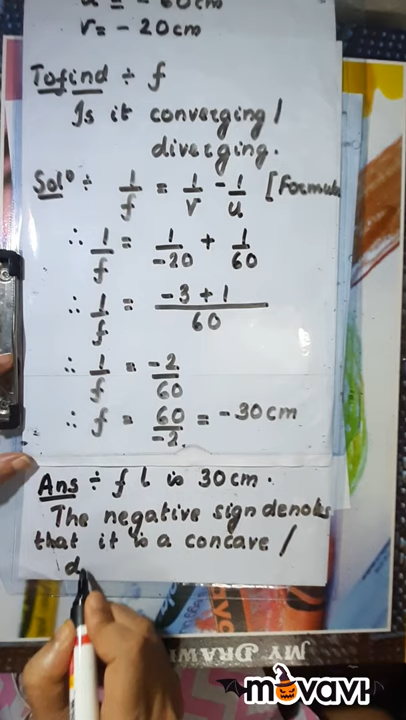 u = - 60cm
v = - 20cm
To find ÷ f
Is it converging /
diverging.
Solⁿ ÷ 1/f = 1/v - 1/u [Formula
∴ 1/f = 1/-20 + 1/60
∴ 1/f = -3 + 1/60
∴ 1/f = -2/60
∴ f = 60/-2 = - 30 cm
Ans ÷ f l is 30 cm.
The negative sign denotes
that it is a concave /
d
MY DRAWI
movavi